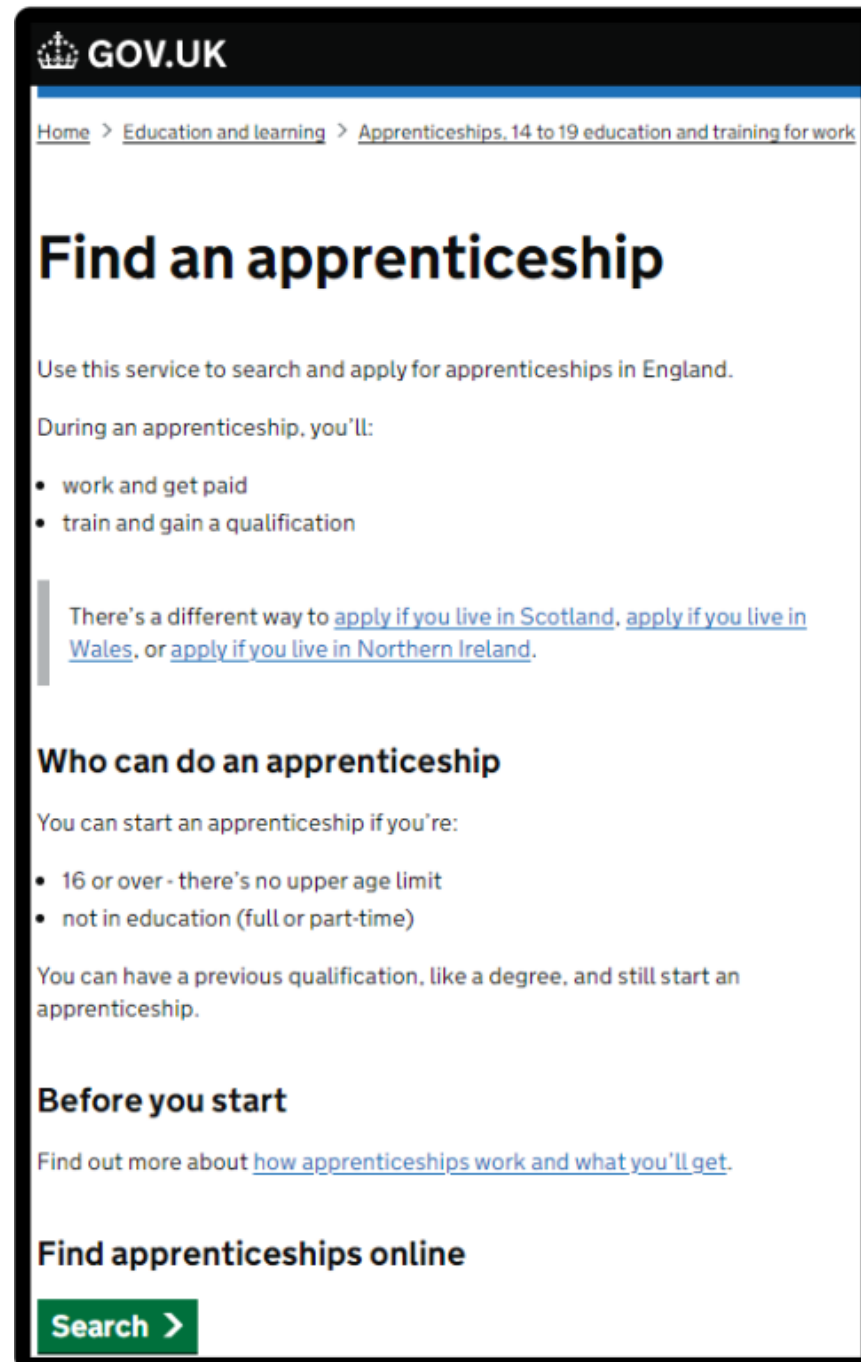 GOV.UK
Home > Education and learning > Apprenticeships, 14 to 19 education and training for work
Find an apprenticeship
Use this service to search and apply for apprenticeships in England.
During an apprenticeship, you'll:
• work and get paid
• train and gain a qualification
There's a different way to apply if you live in Scotland, apply if you live in
Wales, or apply if you live in Northern Ireland.
Who can do an apprenticeship
You can start an apprenticeship if you're:
• 16 or over - there's no upper age limit
• not in education (full or part-time)
You can have a previous qualification, like a degree, and still start an
apprenticeship.
Before you start
Find out more about how apprenticeships work and what you'll get.
Find apprenticeships online
Search >